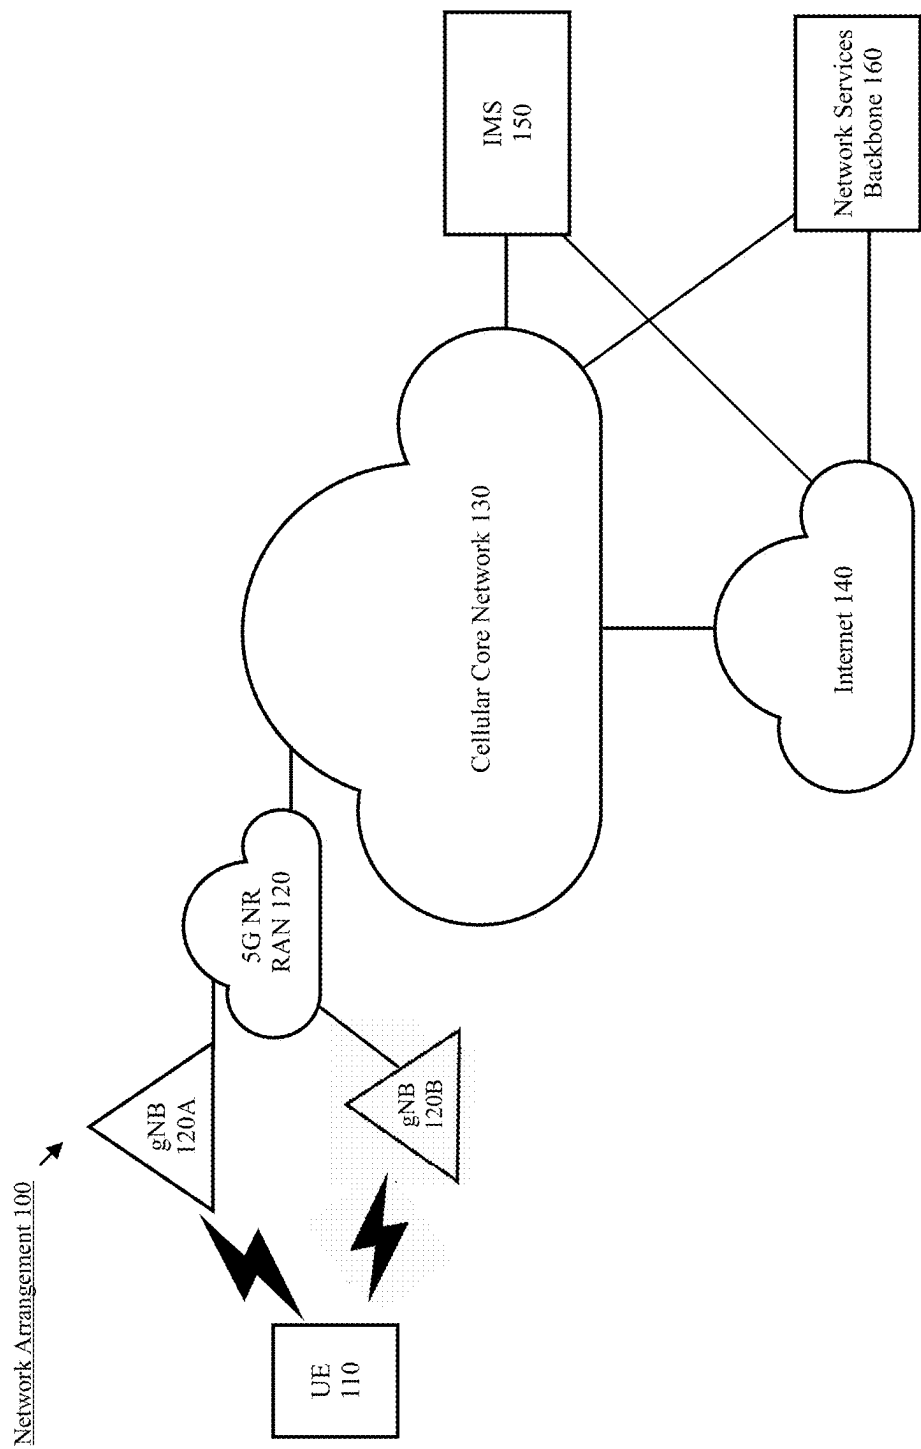 Network Arrangement 100
gNB
120A
5G NR
RAN 120
UE
110
gNB
120B
Cellular Core Network 130
IMS
150
Internet 140
Network Services
Backbone 160